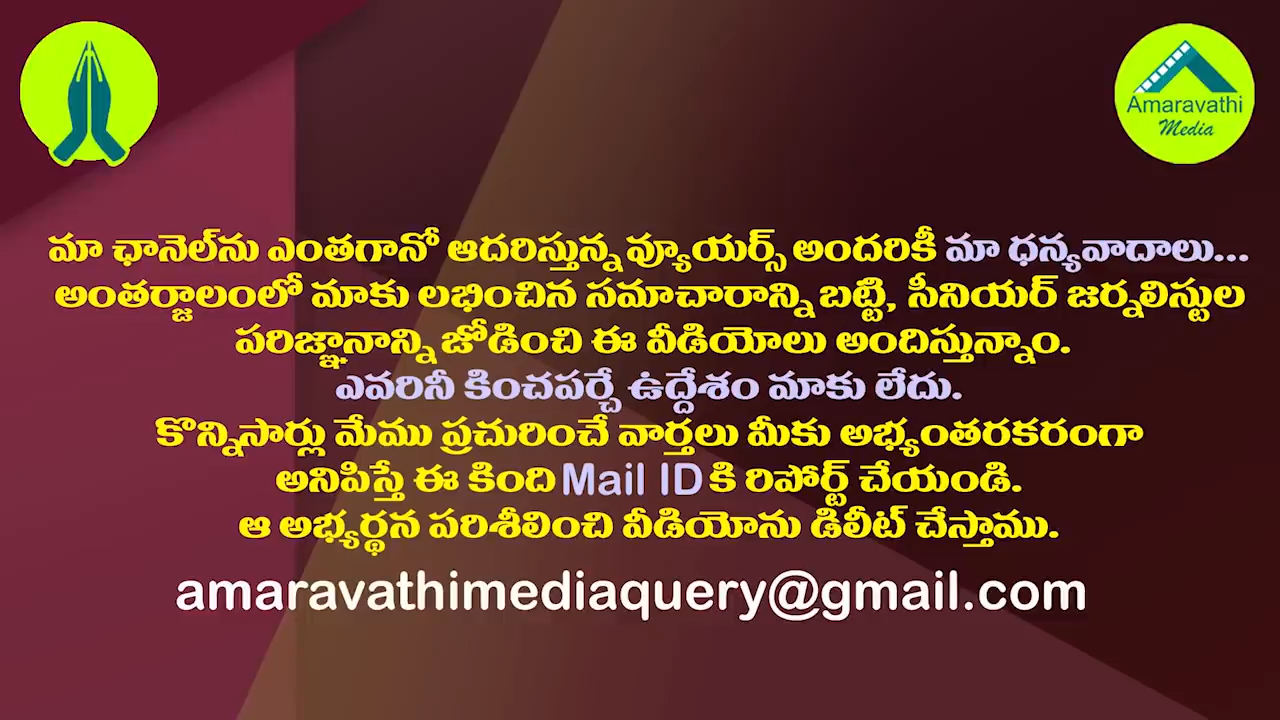 Amaravathi
Media
మా ఛానెల్‌ను ఎంతగానో ఆదరిస్తున్న వ్యూయర్స్ అందరికీ మా ధన్యవాదాలు...
అంతర్జాలంలో మాకు లభించిన సమాచారాన్ని బట్టి, సీనియర్ జర్నలిస్టుల
పరిజ్ఞానాన్ని జోడించి ఈ వీడియోలు అందిస్తున్నాం.
ఎవరినీ కించపర్చే ఉద్దేశం మాకు లేదు.
కొన్నిసార్లు మేము ప్రచురించే వార్తలు మీకు అభ్యంతరకరంగా
అనిపిస్తే ఈ కింది Mail ID కి రిపోర్ట్ చేయండి.
ఆ అభ్యర్థన పరిశీలించి వీడియోను డిలీట్ చేస్తాము.
amaravathimediaquery@gmail.com